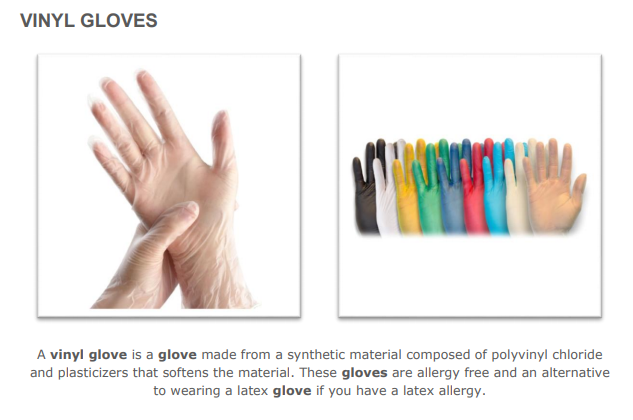 VINYL GLOVES
A vinyl glove is a glove made from a synthetic material composed of polyvinyl chloride
and plasticizers that softens the material. These gloves are allergy free and an alternative
to wearing a latex glove if you have a latex allergy.